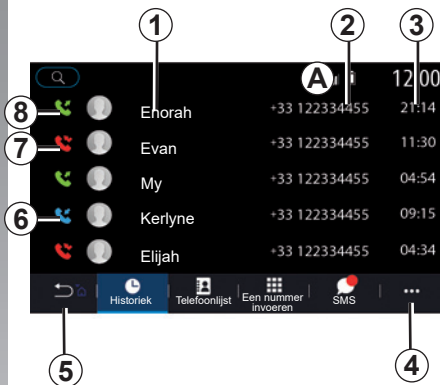 1 2 3
A 12:00
8 Enorah +33 122334455 21:14
7 Evan +33 122334455 11:30
My +33 122334455 04:54
6 Kerlyne +33 122334455 09:15
Elijah +33 122334455 04:34
Historiek Telefoonlijst Een nummer invoeren SMS ...
5 4